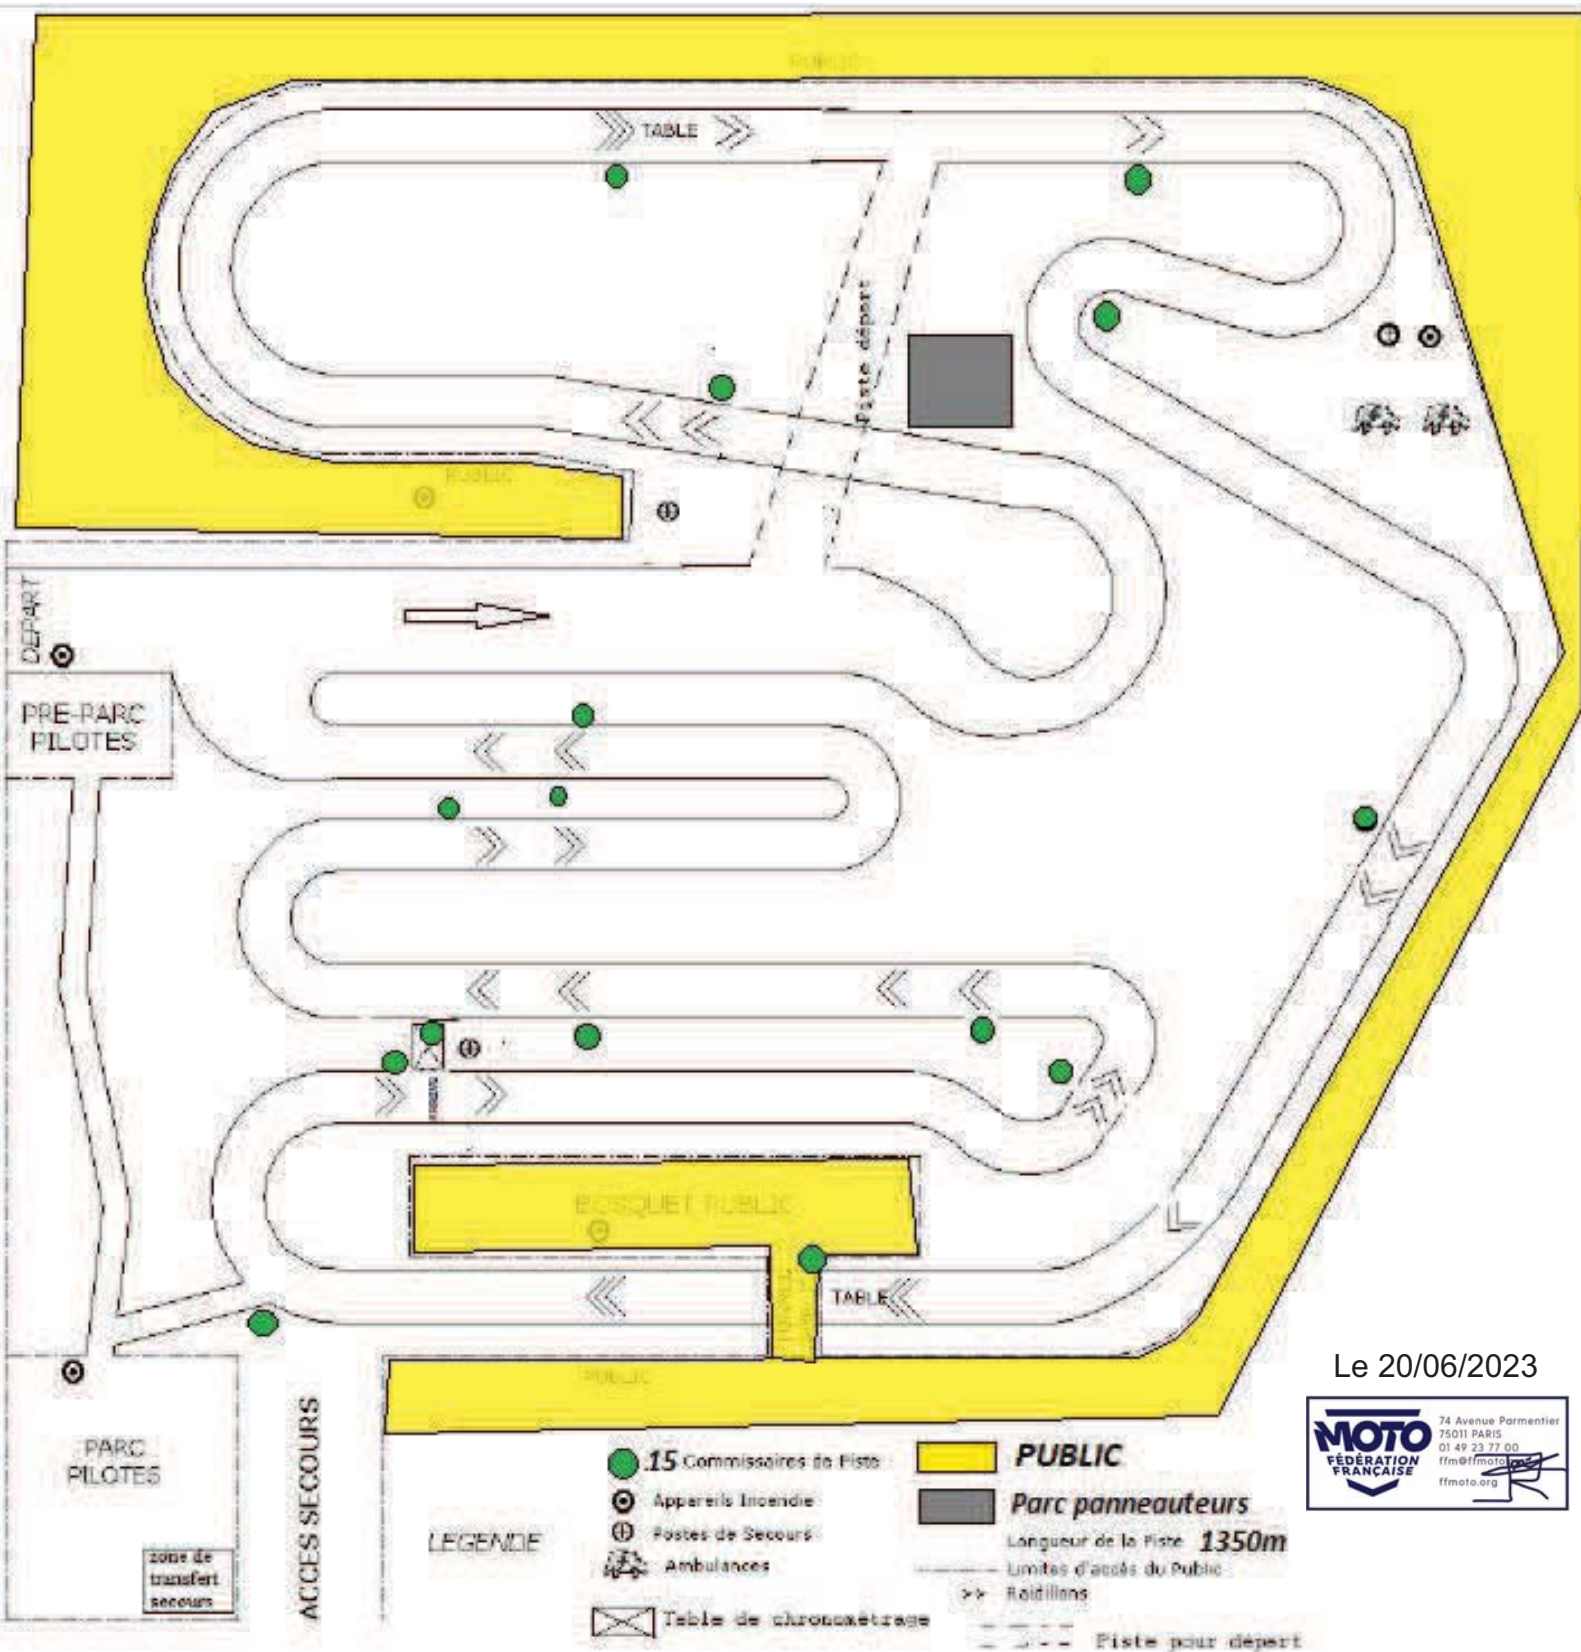 PUBLIC
TABLE
Piste départ
PUBLIC
DEPART
PRE-PARC
PILOTES
BOSQUET PUBLIC
TABLE
PUBLIC
Le 20/06/2023
MOTO
FÉDÉRATION
FRANÇAISE
74 Avenue Parmentier
75011 PARIS
01 49 23 77 00
ffmoto.org
PARC
PILOTES
zone de
transfert
secours
ACCES SECOURS
LEGENDE
15 Commissaires de Piste
Appareils Incendie
Postes de Secours
Ambulances
Table de chronométrage
PUBLIC
Parc panneauteurs
Longueur de la Piste 1350m
Limites d'accès du Public
Raidillons
Piste pour départ